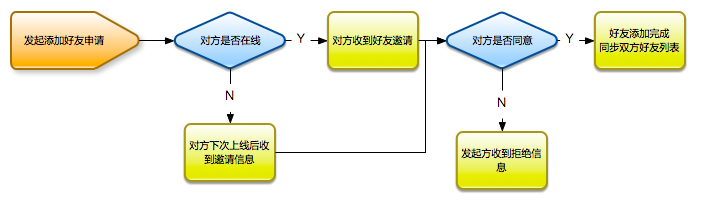 发起添加好友申请
对方是否在线
Y
对方收到好友邀请
对方是否同意
Y
好友添加完成
同步双方好友列表
N
对方下次上线后收
到邀请信息
N
发起方收到拒绝信
息